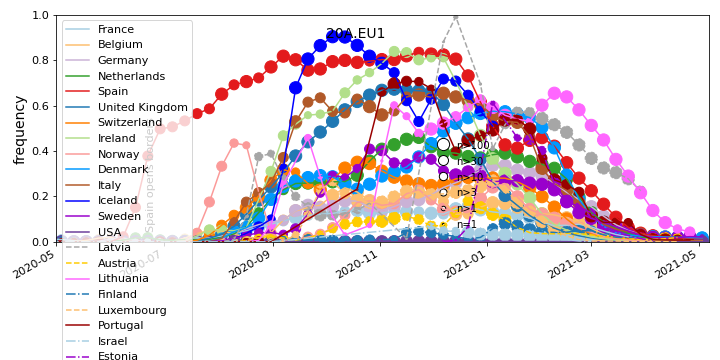 20A.EU1
frequency
1.0
0.8
0.6
0.4
0.2
0.0
2020-05
2020-07
2020-09
2020-11
2021-01
2021-03
2021-05
Spain opens borders
France
Belgium
Germany
Netherlands
Spain
United Kingdom
Switzerland
Ireland
Norway
Denmark
Italy
Iceland
Sweden
USA
Latvia
Austria
Lithuania
Finland
Luxembourg
Portugal
Israel
Estonia
n>100
n>30
n>10
n>3
n>1
n=1